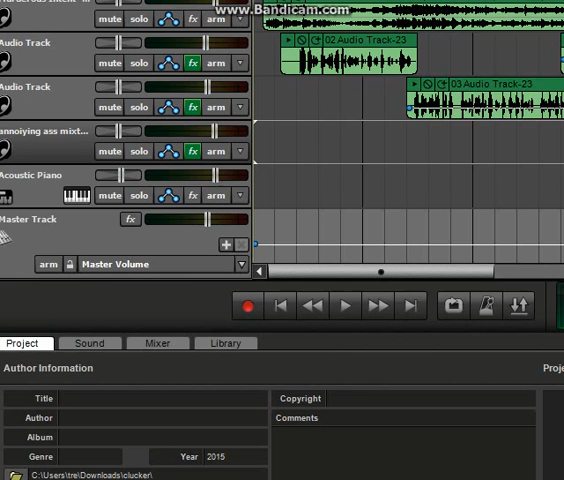 www.Bandicam.com
mute solo arm
Audio Track 02 Audio Track-23
mute solo fx arm
Audio Track 03 Audio Track-23
mute solo fx arm
annoiying ass mixt...
mute solo fx arm
Acoustic Piano
mute solo fx arm
Master Track fx
arm Master Volume
Project Sound Mixer Library
Author Information
Title Copyright
Author Comments
Album
Genre Year 2015
C:\Users\tre\Downloads\clucker\